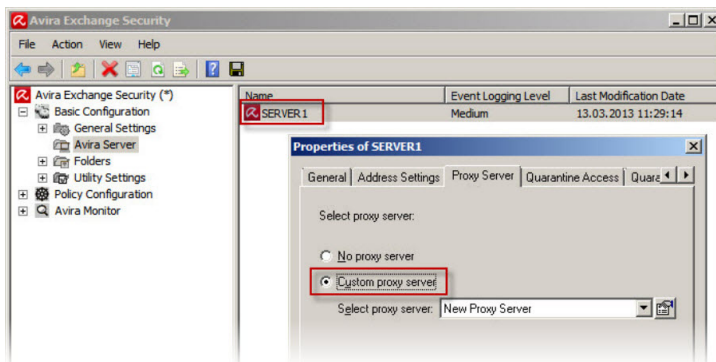 Avira Exchange Security
File Action View Help
Avira Exchange Security (*)
Basic Configuration
General Settings
Avira Server
Folders
Utility Settings
Policy Configuration
Avira Monitor
Name Event Logging Level Last Modification Date
SERVER1 Medium 13.03.2013 11:29:14
Properties of SERVER1
General Address Settings Proxy Server Quarantine Access
Select proxy server:
No proxy server
Custom proxy server
Select proxy server: New Proxy Server